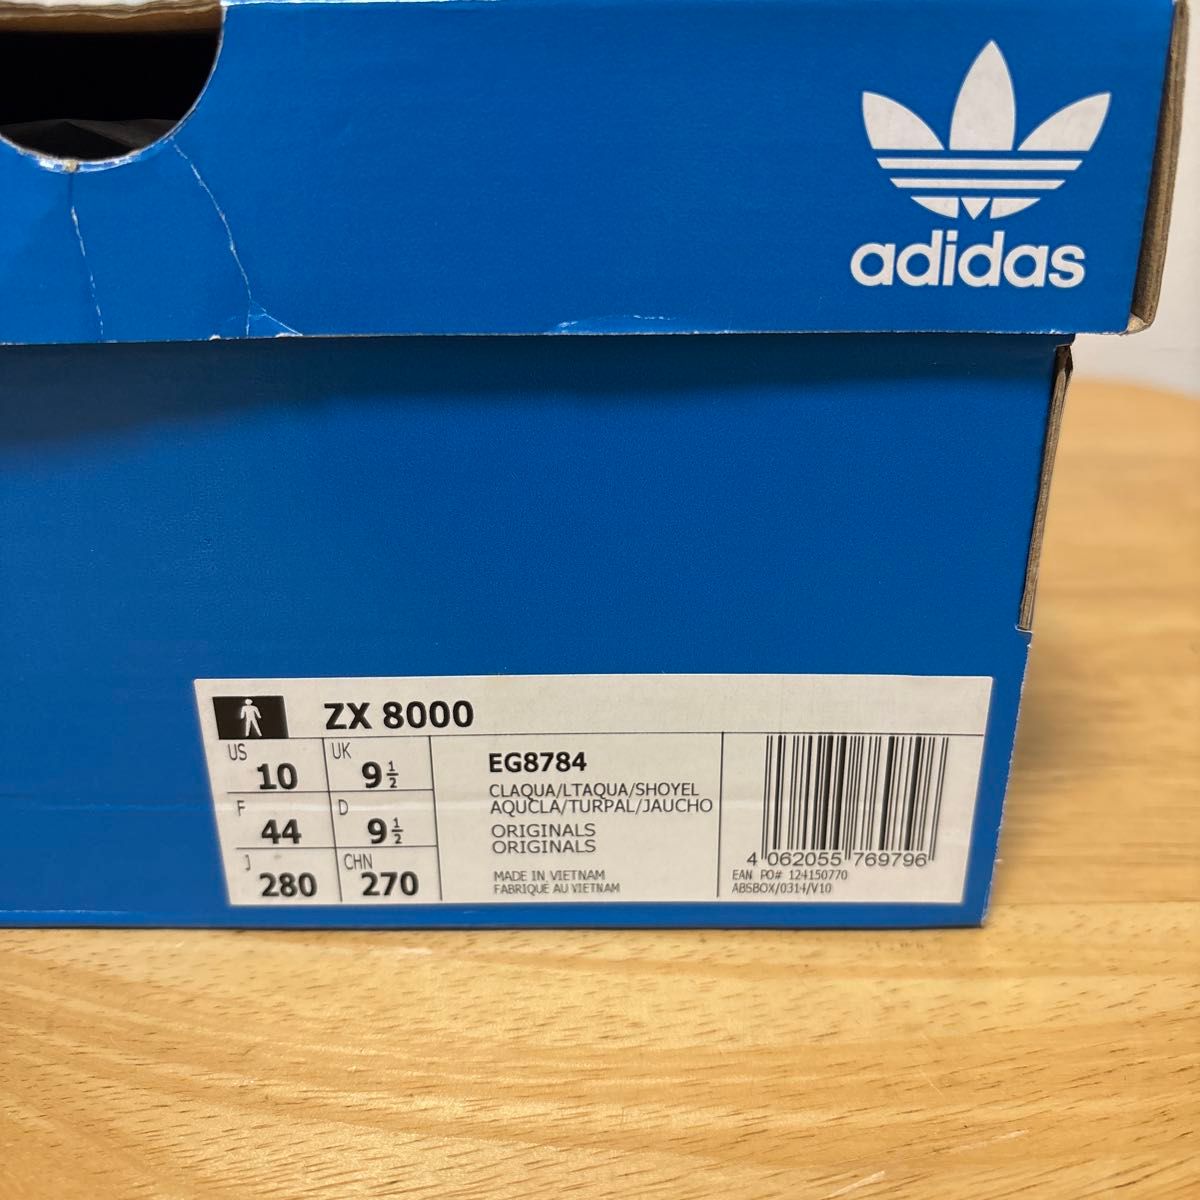 adidas
ZX 8000
US 10 UK 9 1/2
F 44 D 9 1/2
J 280 CHN 270
EG8784
CLAQUA/LTAQUA/SHOYEL
AQUCLA/TURPAL/JAUCHO
ORIGINALS
ORIGINALS
MADE IN VIETNAM
FABRIQUÉ AU VIETNAM
4 062055 769796
EAN PO# 124150770
ABSBOX/0314/V10